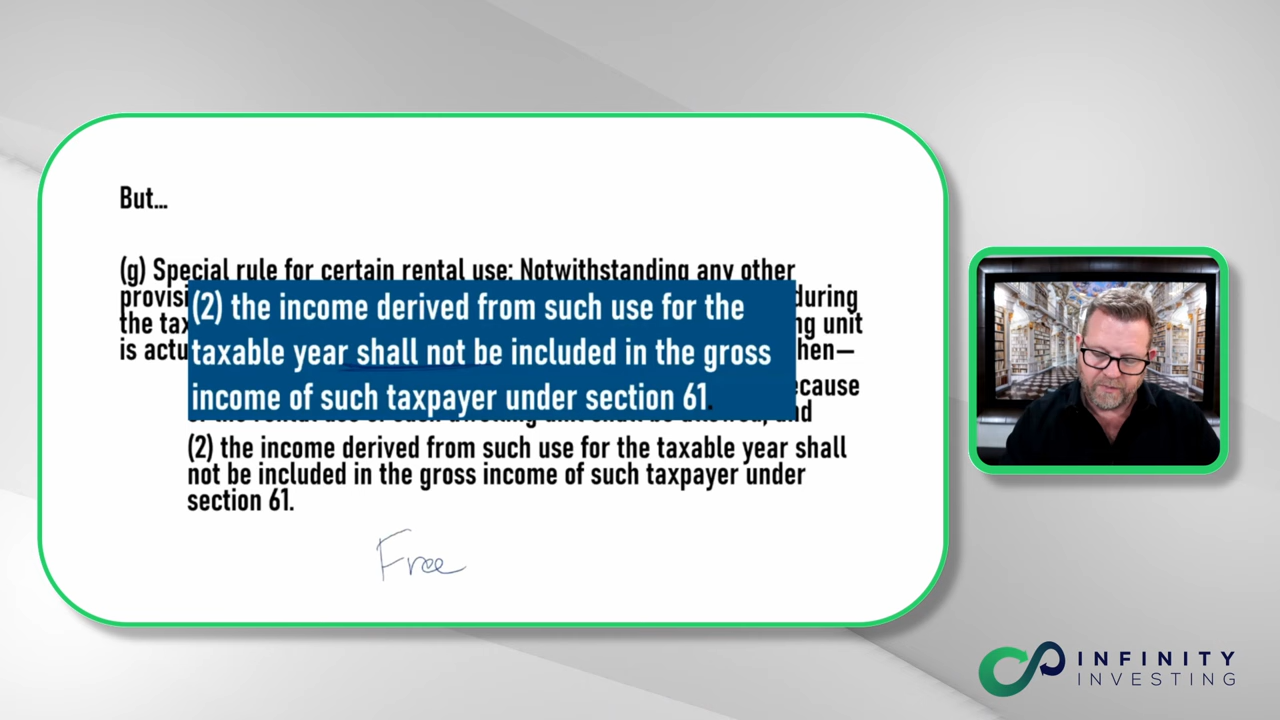 But...
(g) Special rule for certain rental use: Notwithstanding any other
during
the
ng unit
is
hen—
(2) the income derived from such use for the
taxable year shall not be included in the gross
income of such taxpayer under section 61.
ecause
(2) the income derived from such use for the taxable year shall
not be included in the gross income of such taxpayer under
section 61.
Free
INFINITY
INVESTING